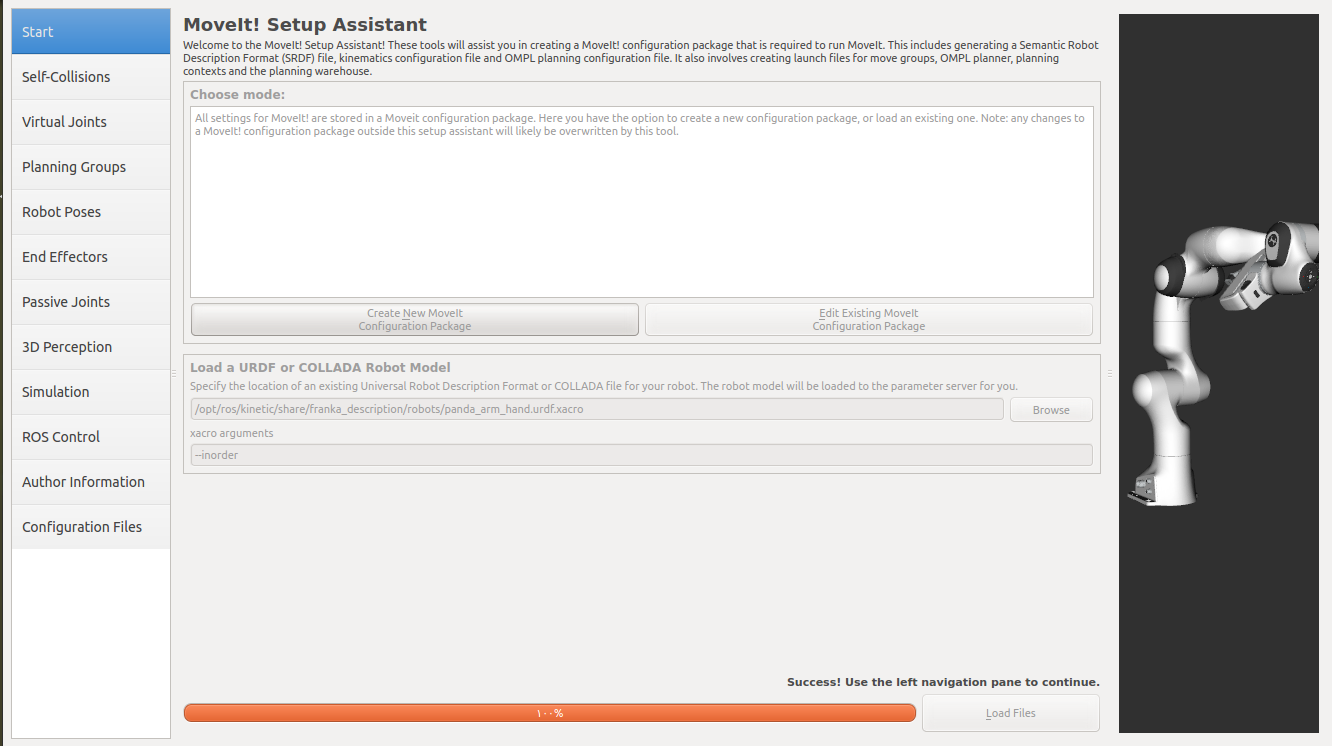 Start
Self-Collisions
Virtual Joints
Planning Groups
Robot Poses
End Effectors
Passive Joints
3D Perception
Simulation
ROS Control
Author Information
Configuration Files
MoveIt! Setup Assistant
Welcome to the MoveIt! Setup Assistant! These tools will assist you in creating a MoveIt! configuration package that is required to run MoveIt. This includes generating a Semantic Robot
Description Format (SRDF) file, kinematics configuration file and OMPL planning configuration file. It also involves creating launch files for move groups, OMPL planner, planning
contexts and the planning warehouse.
Choose mode:
All settings for MoveIt! are stored in a Moveit configuration package. Here you have the option to create a new configuration package, or load an existing one. Note: any changes to
a MoveIt! configuration package outside this setup assistant will likely be overwritten by this tool.
Create New MoveIt
Configuration Package
Edit Existing MoveIt
Configuration Package
Load a URDF or COLLADA Robot Model
Specify the location of an existing Universal Robot Description Format or COLLADA file for your robot. The robot model will be loaded to the parameter server for you.
/opt/ros/kinetic/share/franka_description/robots/panda_arm_hand.urdf.xacro
Browse
xacro arguments
--inorder
Success! Use the left navigation pane to continue.
١٠٠%
Load Files